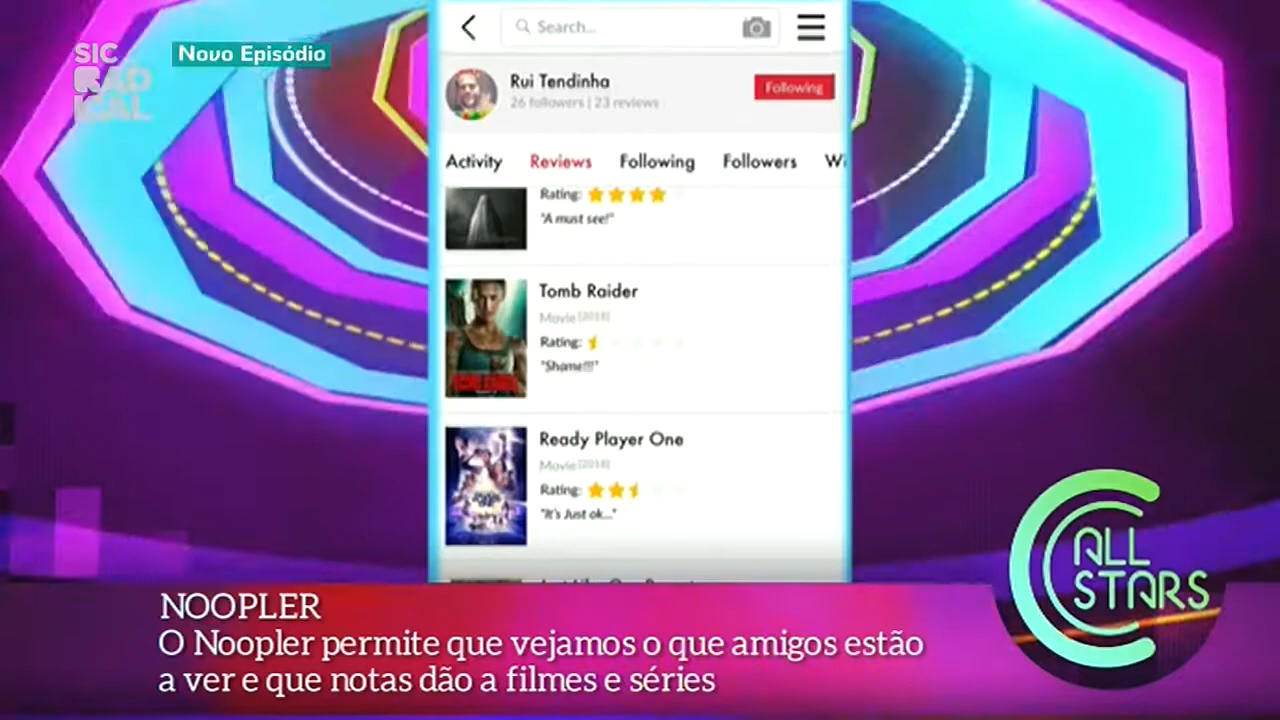 SIC
RADICAL
Novo Episódio
Search...
Rui Tendinha
26 followers | 23 reviews
Following
Activity Reviews Following Followers Wi
Rating:
"A must see!"
Tomb Raider
Movie (2018)
Rating:
"Shame!!!"
Ready Player One
Movie (2018)
Rating:
"It's Just ok..."
ALL
STARS
NOOPLER
O Noopler permite que vejamos o que amigos estão
a ver e que notas dão a filmes e séries